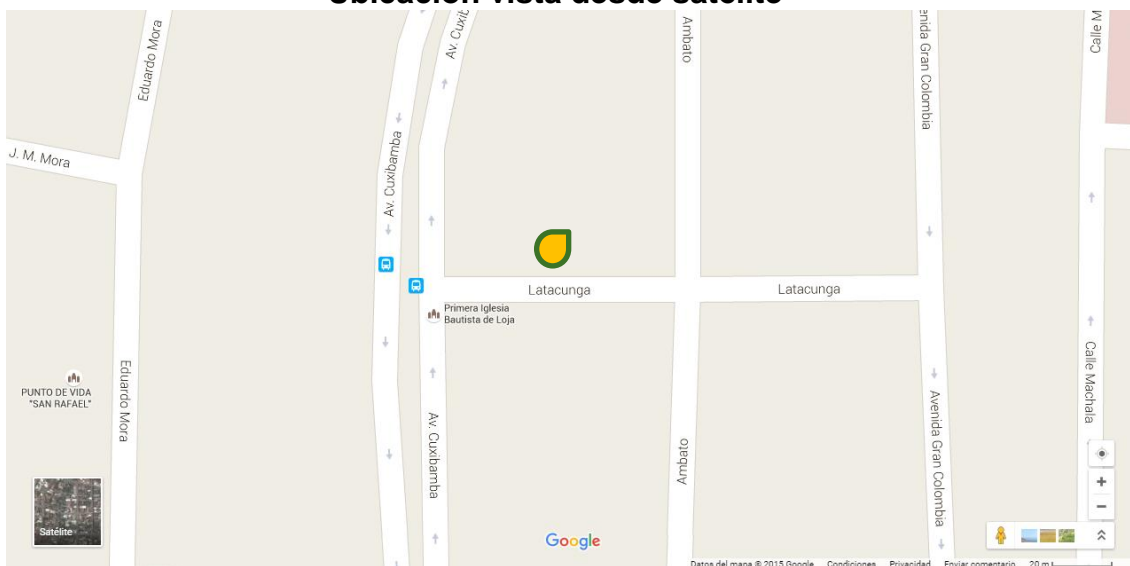 Ubicación vista desde satélite
Eduardo Mora
Av. Cuxib
Ambato
enida Gran Colombia
Calle M
J. M. Mora
Av. Cuxibamba
Latacunga
Latacunga
Primera Iglesia
Bautista de Loja
PUNTO DE VIDA
"SAN RAFAEL"
Eduardo Mora
Av. Cuxibamba
Ambato
Avenida Gran Colombia
Calle Machala
Satélite
Google
Datos del mapa © 2015 Google Condiciones Privacidad Enviar comentario 20 m